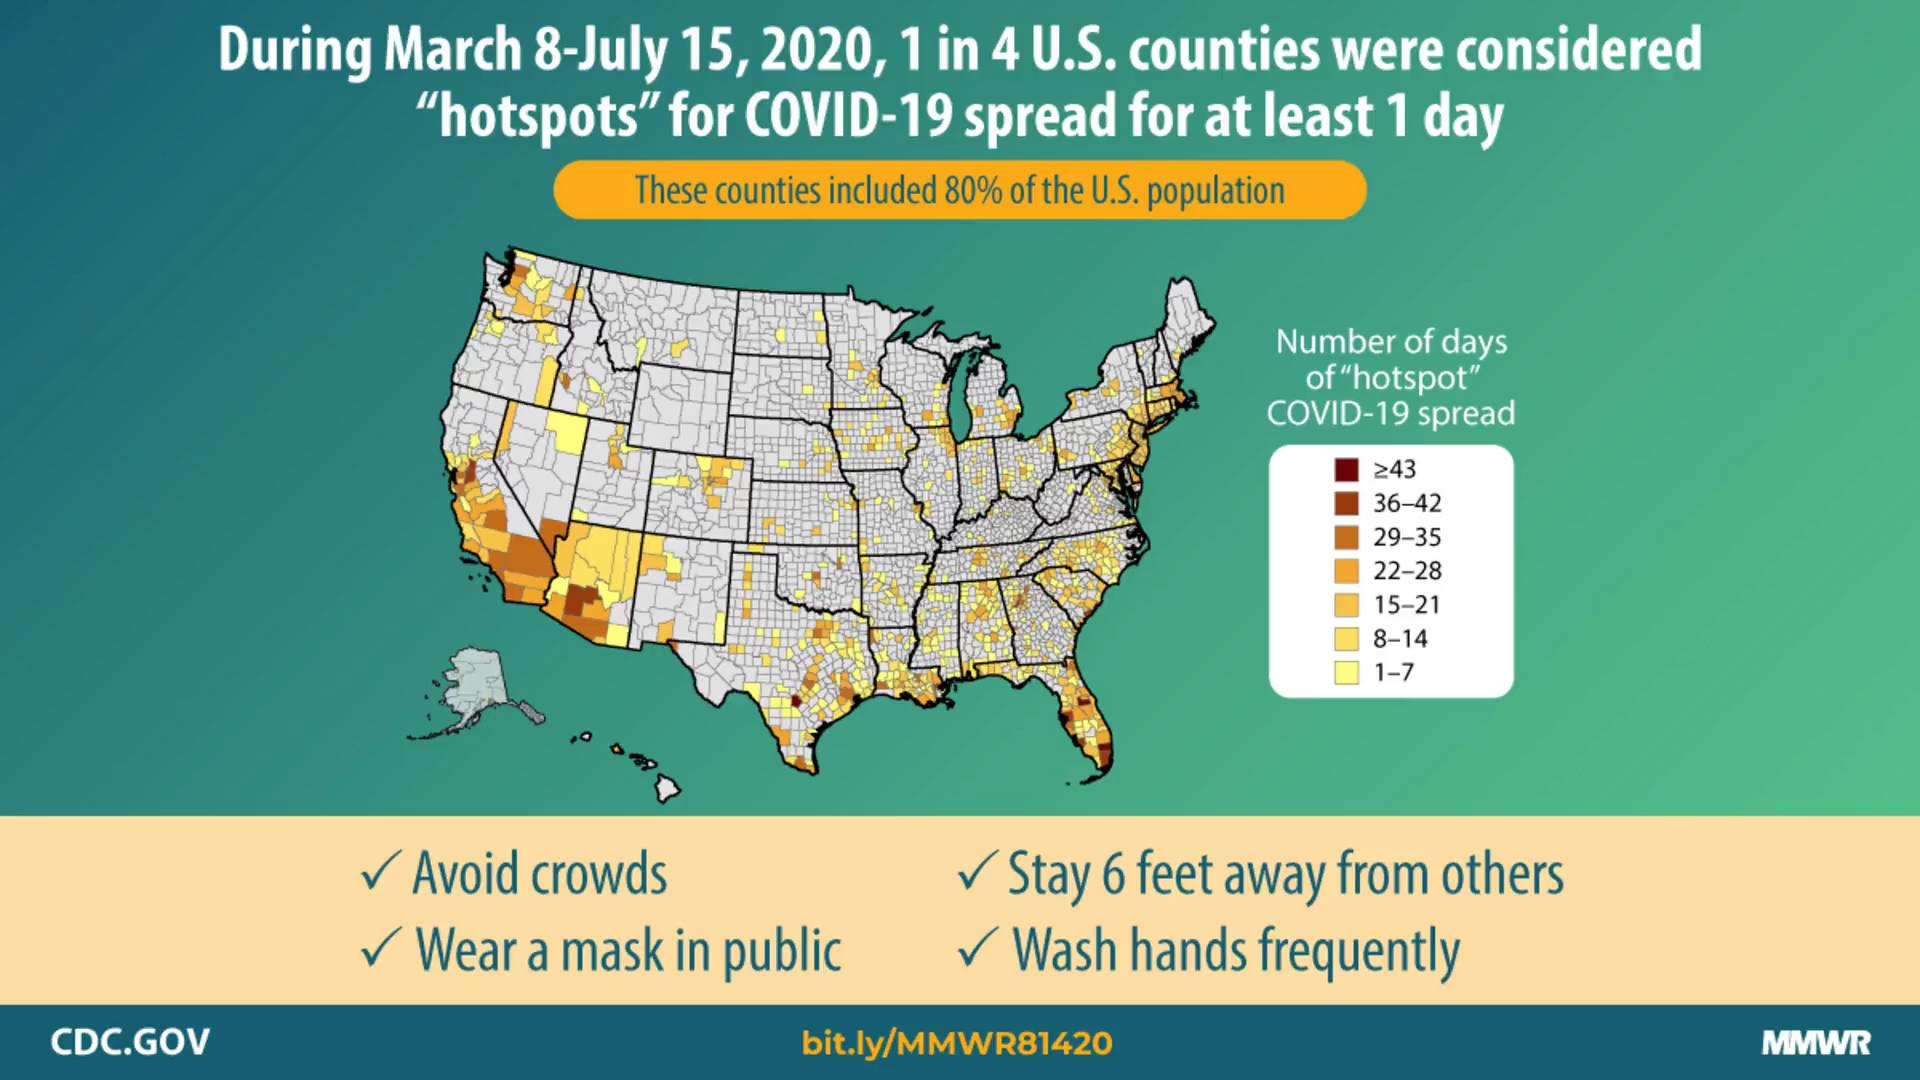 During March 8-July 15, 2020, 1 in 4 U.S. counties were considered
“hotspots” for COVID-19 spread for at least 1 day
These counties included 80% of the U.S. population
Number of days
of “hotspot”
COVID-19 spread
≥43
36–42
29–35
22–28
15–21
8–14
1–7
✓ Avoid crowds
✓ Stay 6 feet away from others
✓ Wear a mask in public
✓ Wash hands frequently
CDC.GOV
bit.ly/MMWR81420
MMWR